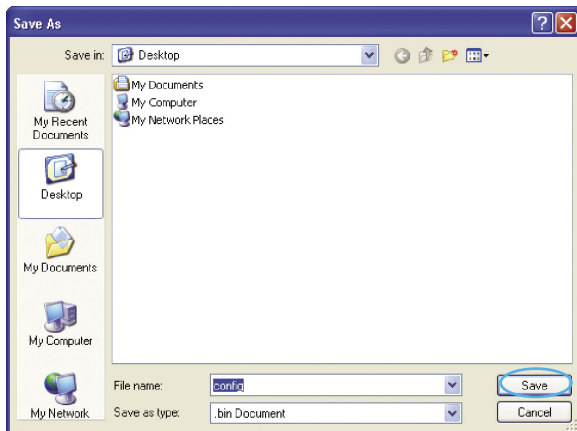 Save As
Save in:
Desktop
My Recent
Documents
Desktop
My Documents
My Computer
My Network
My Documents
My Computer
My Network Places
File name:
config
Save
Save as type:
.bin Document
Cancel